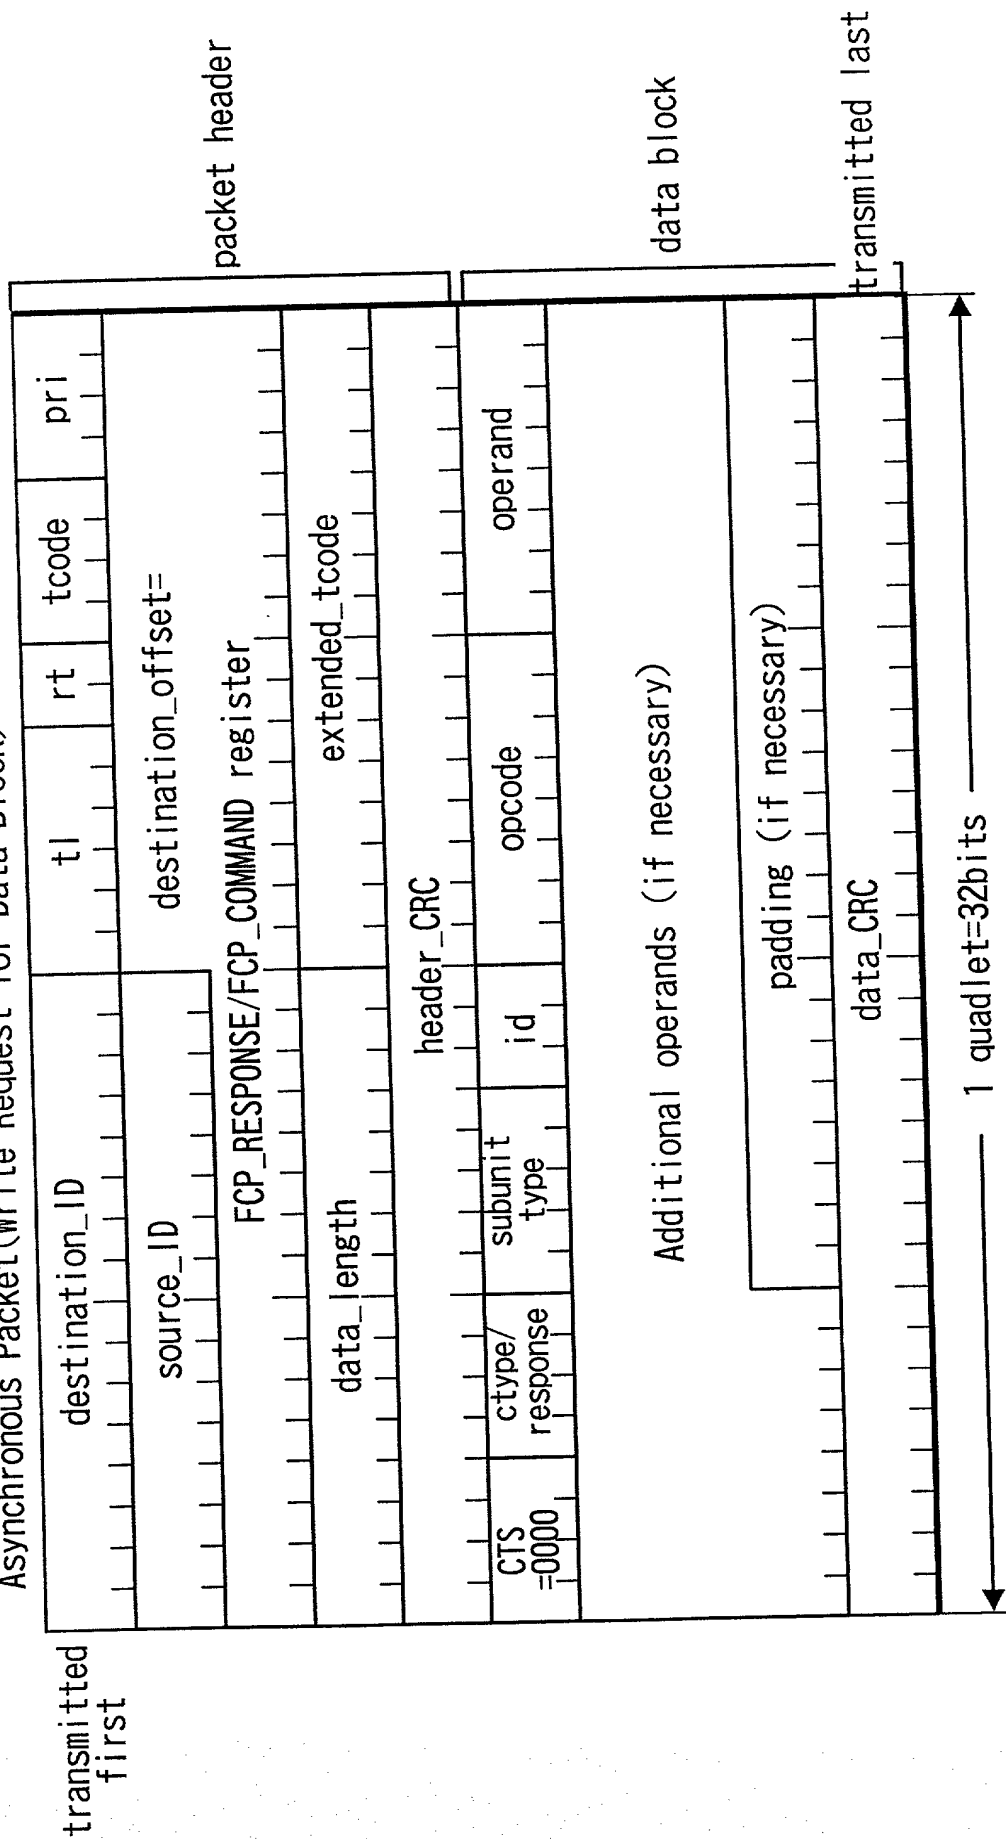 Asynchronous Packet(Write Request for Data Block)
transmitted
first
destination_ID
tl
rt
tcode
pri
source_ID
destination_offset=
FCP_RESPONSE/FCP_COMMAND register
data_length
extended_tcode
header_CRC
packet header
CTS
=0000
ctype/
response
subunit
type
id
opcode
operand
Additional operands (if necessary)
padding (if necessary)
data_CRC
data block
transmitted last
1 quadlet=32bits